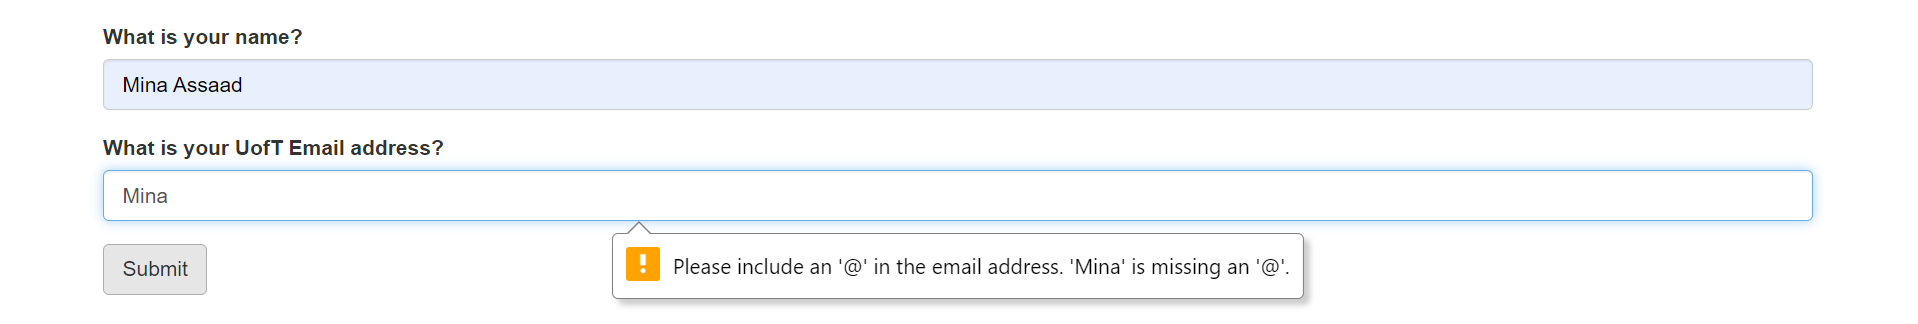 What is your name?
Mina Assaad
What is your UofT Email address?
Mina
Submit
Please include an '@' in the email address. 'Mina' is missing an '@'.